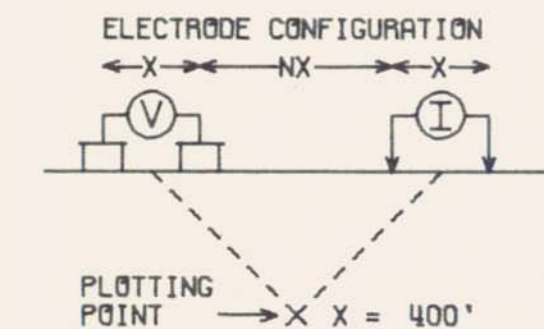 ELECTRODE CONFIGURATION
X NX X
V I
PLOTTING
POINT X X = 400'